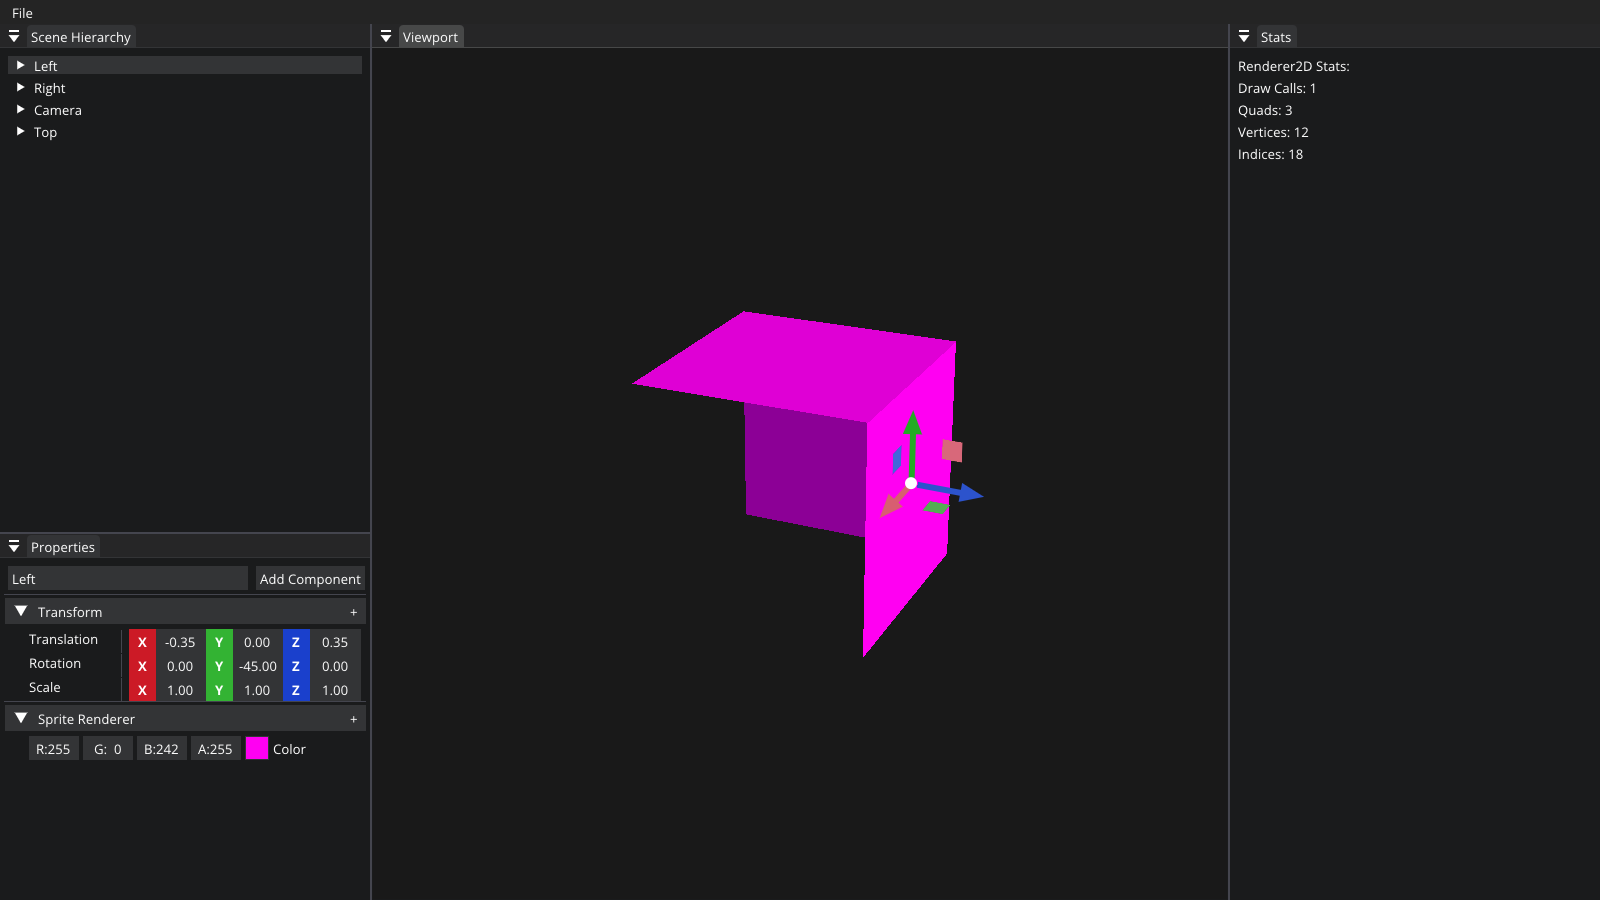 File
Scene Hierarchy
Left
Right
Camera
Top
Properties
Left Add Component
Transform +
Translation X -0.35 Y 0.00 Z 0.35
Rotation X 0.00 Y -45.00 Z 0.00
Scale X 1.00 Y 1.00 Z 1.00
Sprite Renderer +
R:255 G: 0 B:242 A:255 Color
Viewport
Stats
Renderer2D Stats:
Draw Calls: 1
Quads: 3
Vertices: 12
Indices: 18